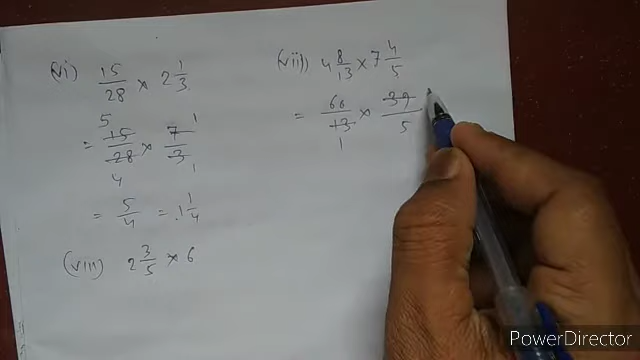 (vi) 15/28 × 2 1/3
5 1
= 15/28 × 7/3
4 1
= 5/4 = 1 1/4
(viii) 2 3/5 × 6
(vii) 4 8/13 × 7 4/5
= 60/13 × 39/5
1
PowerDirector